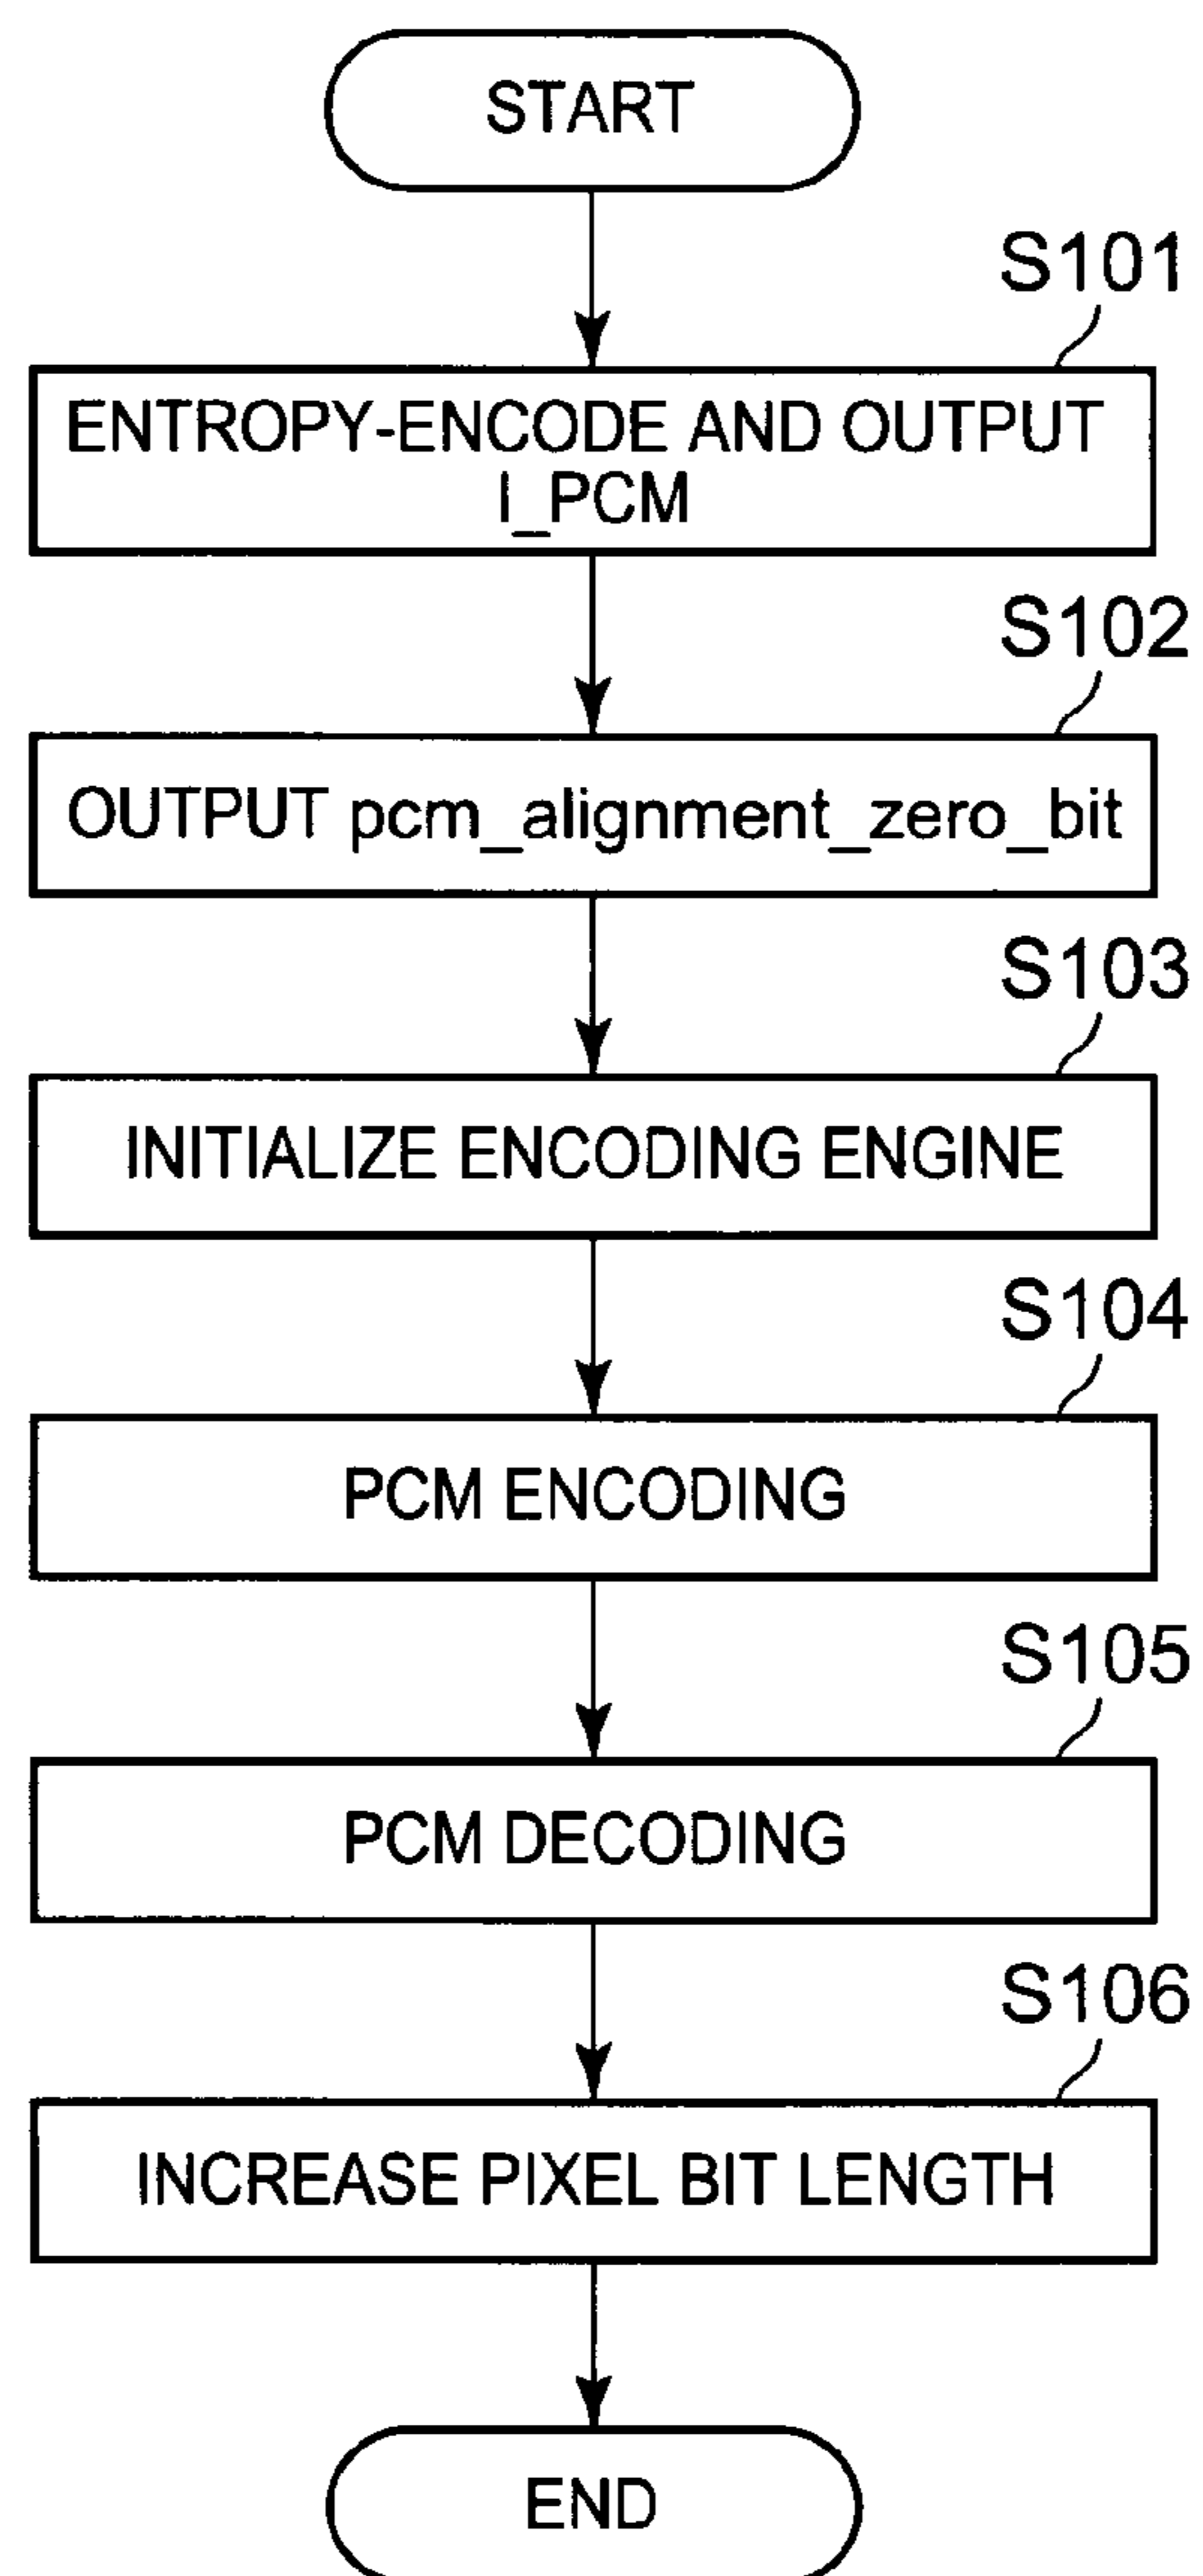 START
S101
ENTROPY-ENCODE AND OUTPUT
I_PCM
S102
OUTPUT pcm_alignment_zero_bit
S103
INITIALIZE ENCODING ENGINE
S104
PCM ENCODING
S105
PCM DECODING
S106
INCREASE PIXEL BIT LENGTH
END